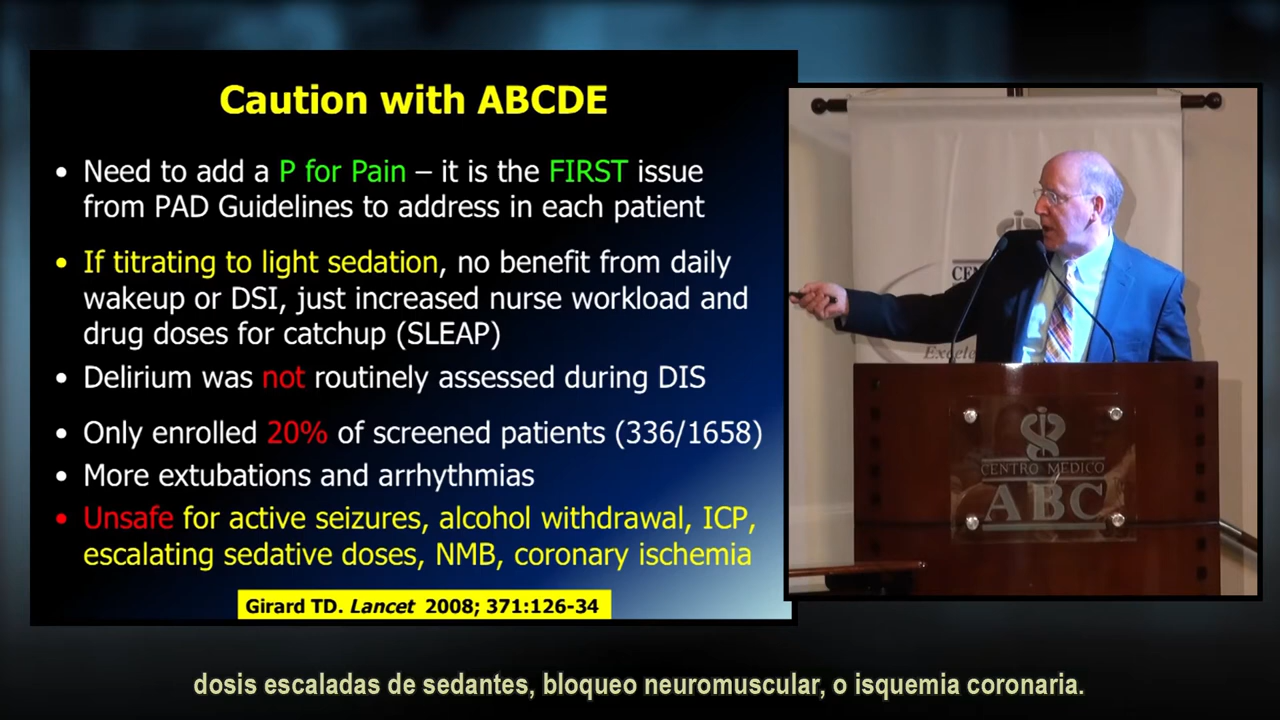 Caution with ABCDE
• Need to add a P for Pain – it is the FIRST issue
from PAD Guidelines to address in each patient
• If titrating to light sedation, no benefit from daily
wakeup or DSI, just increased nurse workload and
drug doses for catchup (SLEAP)
• Delirium was not routinely assessed during DIS
• Only enrolled 20% of screened patients (336/1658)
• More extubations and arrhythmias
• Unsafe for active seizures, alcohol withdrawal, ICP,
escalating sedative doses, NMB, coronary ischemia
Girard TD. Lancet 2008; 371:126-34
CENTRO MEDICO
ABC
dosis escaladas de sedantes, bloqueo neuromuscular, o isquemia coronaria.